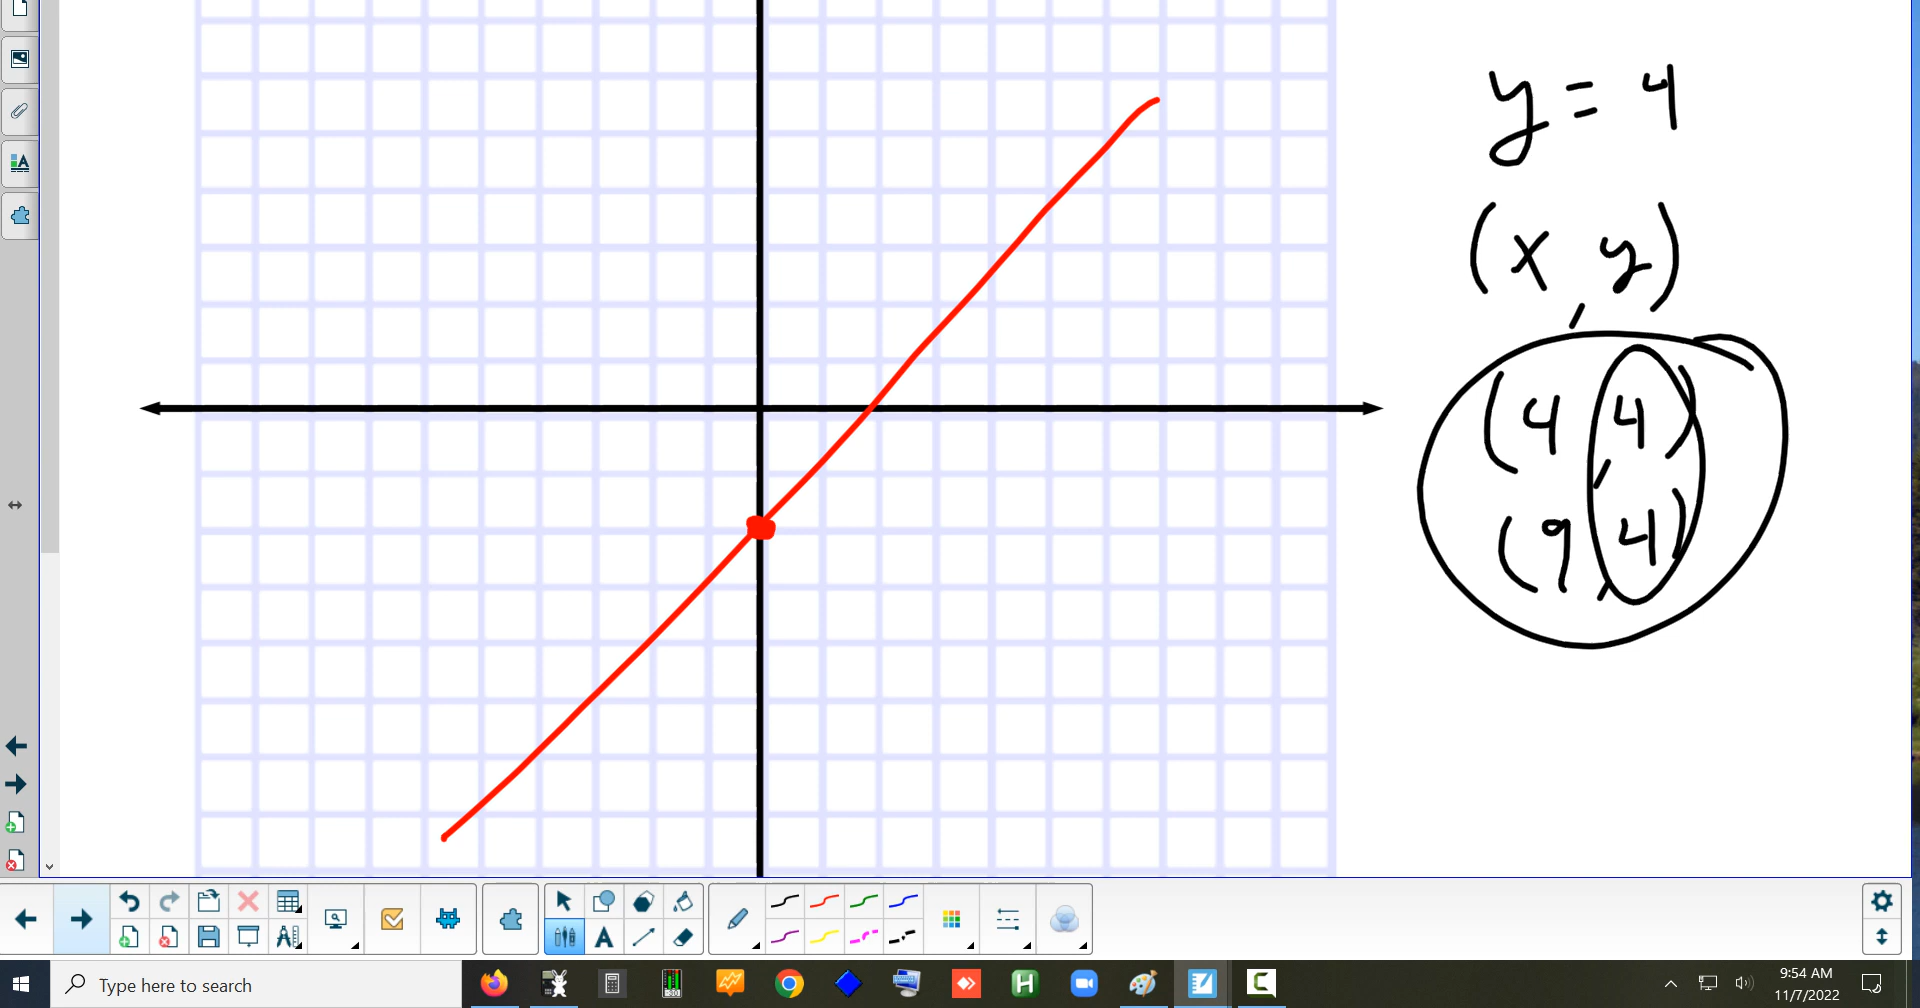 y = 4
(x, y)
(4, 4)
(9, 4)
A
A
Type here to search
H
9:54 AM
11/7/2022